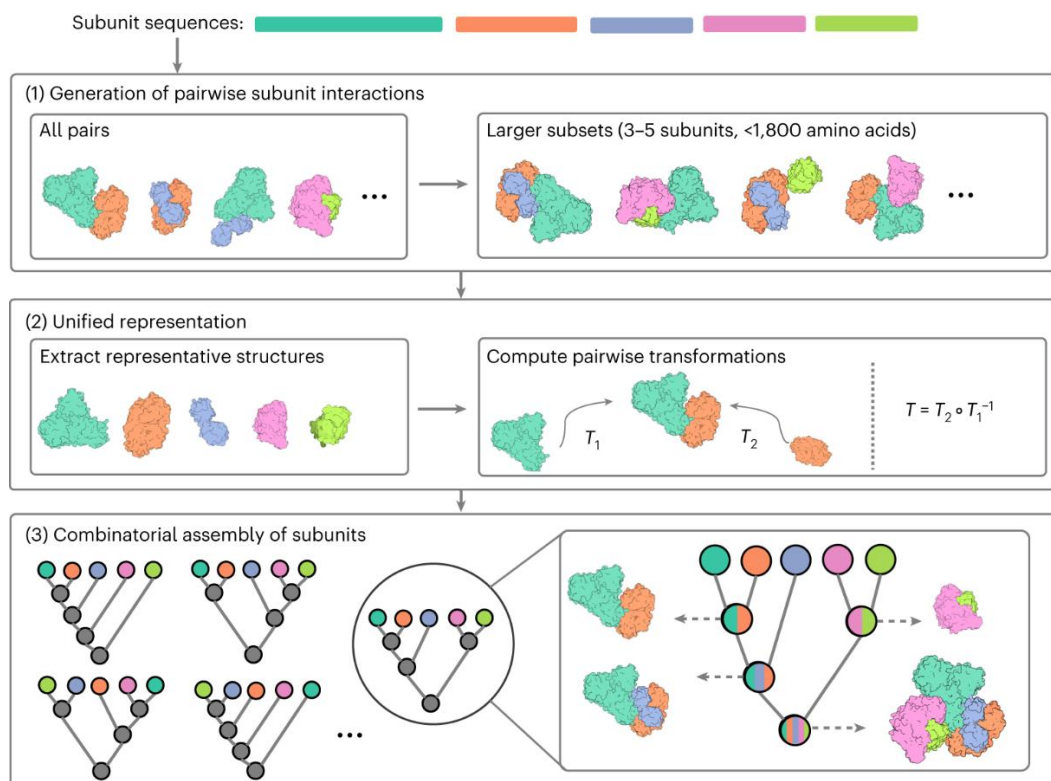 Subunit sequences:
(1) Generation of pairwise subunit interactions
All pairs
...
Larger subsets (3–5 subunits, <1,800 amino acids)
...
(2) Unified representation
Extract representative structures
Compute pairwise transformations
T₁
T₂
T = T₂ ∘ T₁⁻¹
(3) Combinatorial assembly of subunits
...